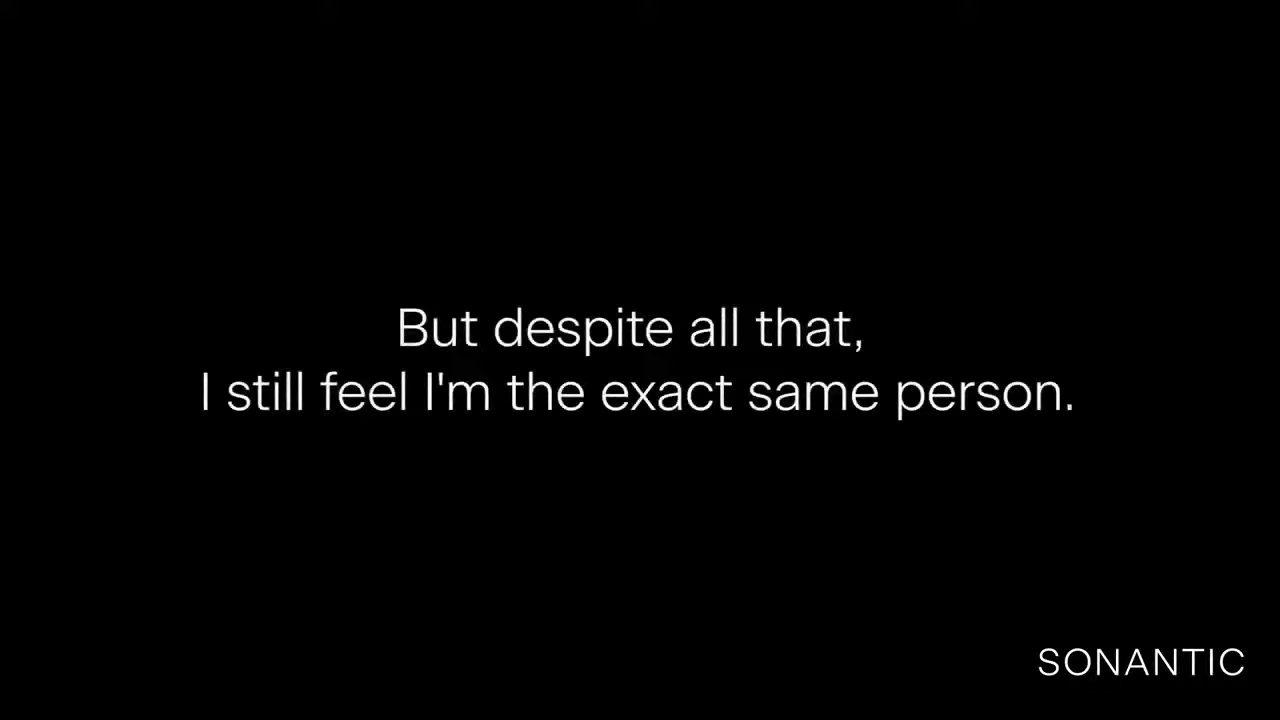 But despite all that,
I still feel I'm the exact same person.
SONANTIC